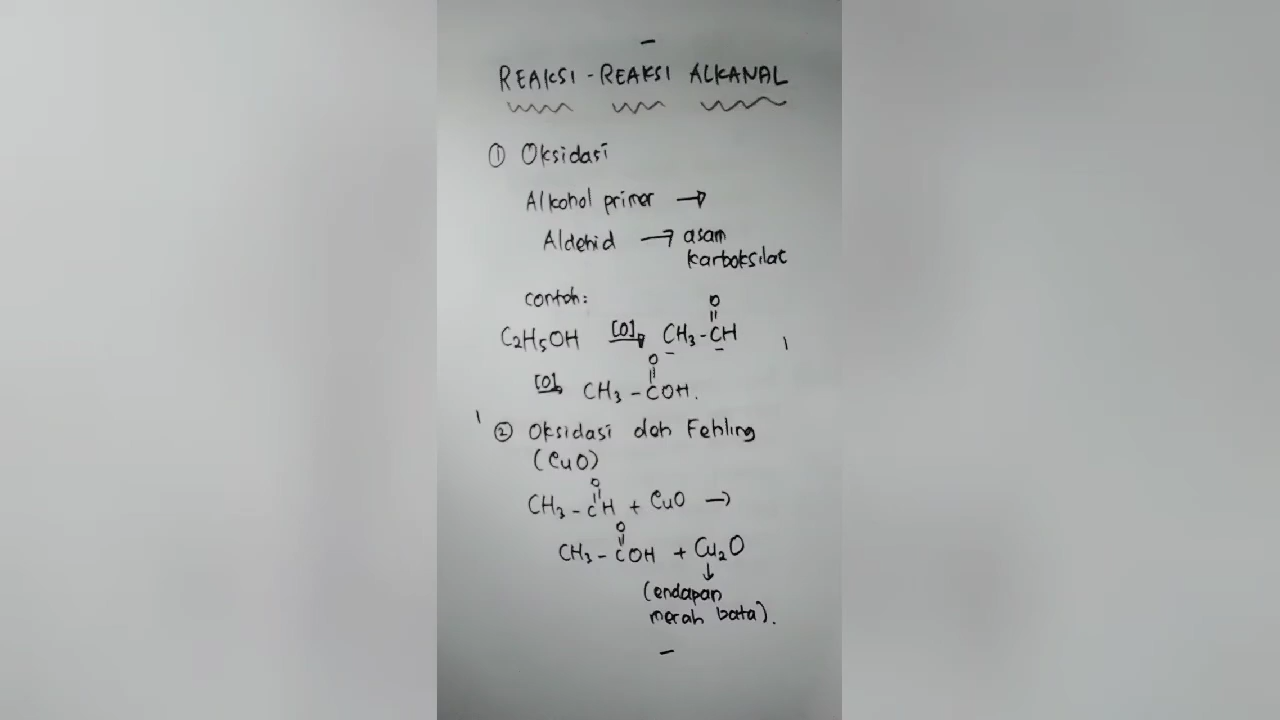 REAKSI-REAKSI ALKANAL
① Oksidasi
Alkohol primer →
Aldehid → asam
karboksilat
contoh:
O
||
C₂H₅OH [O]→ CH₃-CH
O
||
[O]→ CH₃-COH.
② Oksidasi dgn Fehling
(CuO)
O
||
CH₃-CH + CuO →
O
||
CH₃-COH + Cu₂O
↓
(endapan
merah bata).